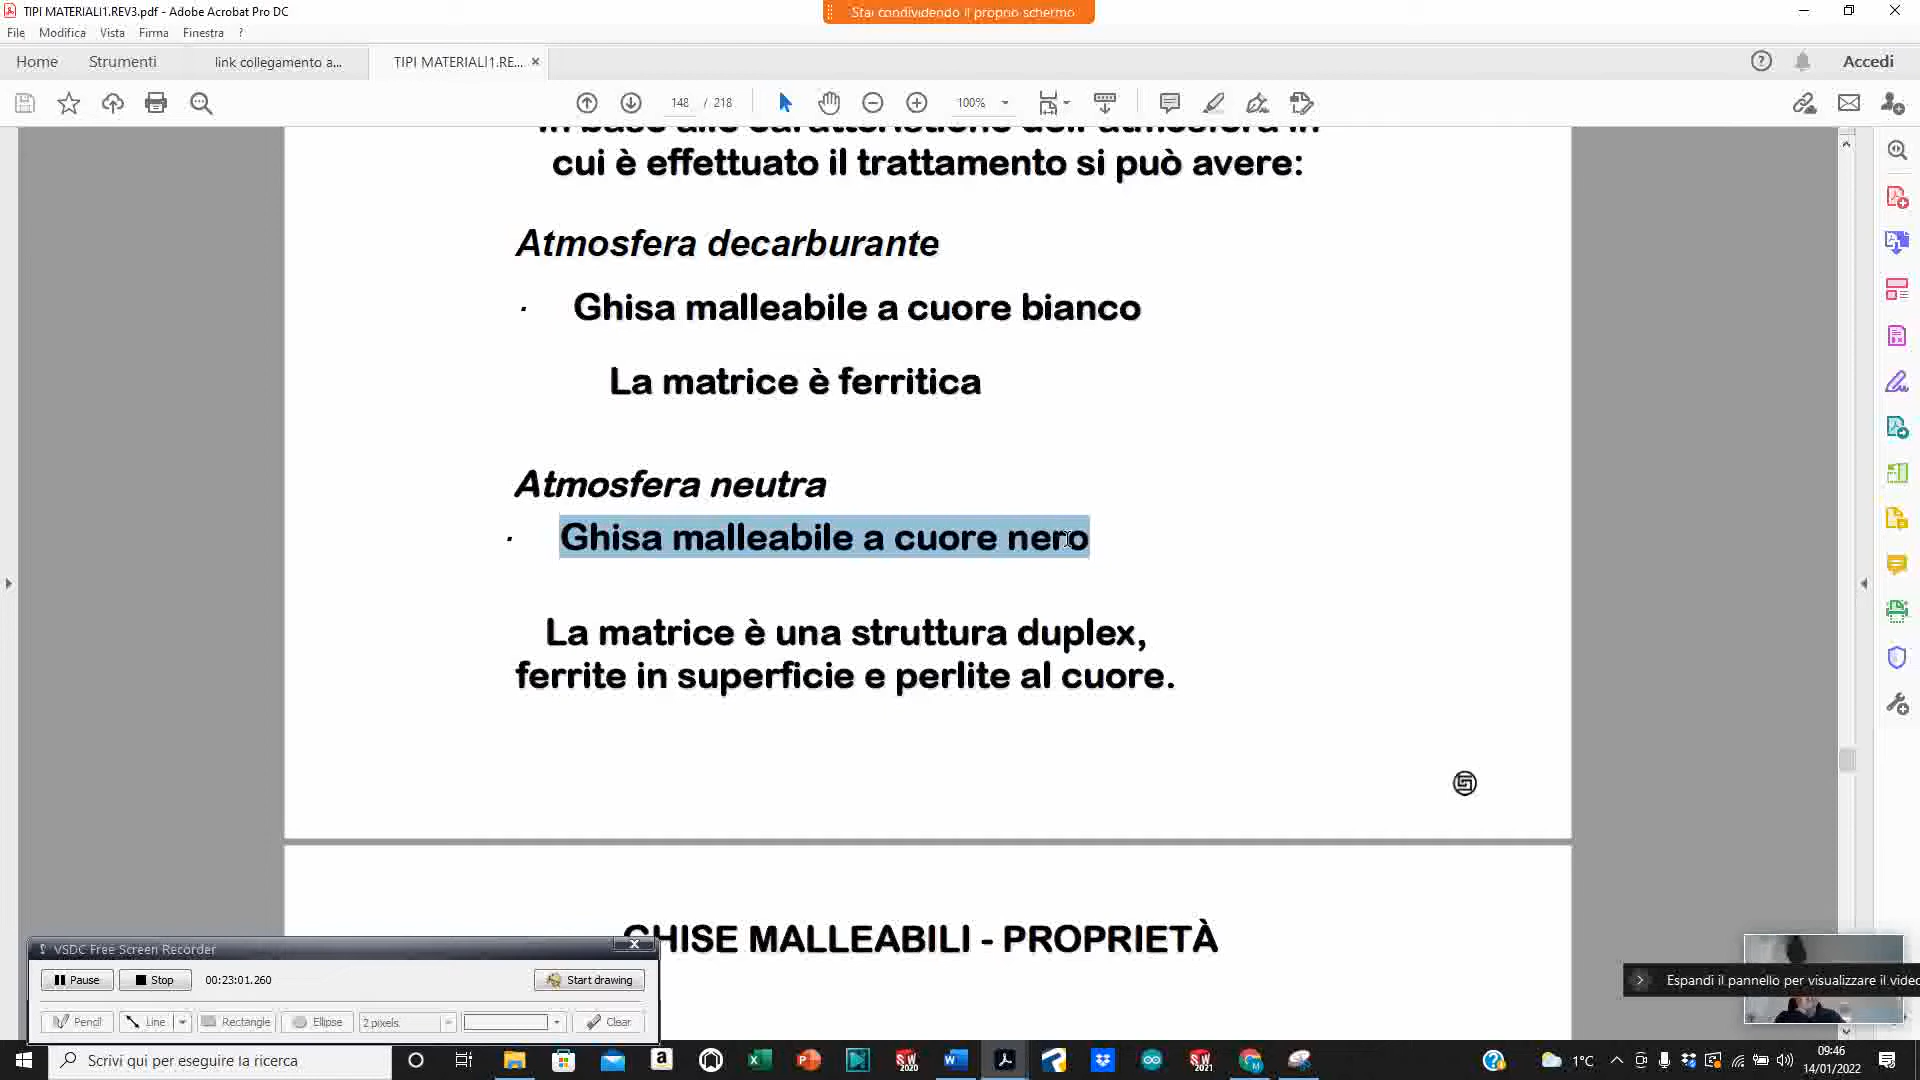 TIPI MATERIALI1.REV3.pdf - Adobe Acrobat Pro DC
Stai condividendo il proprio schermo
File Modifica Vista Firma Finestra ?
Home Strumenti link collegamento a... TIPI MATERIALI1.RE... × Accedi
148 / 218 100%
cui è effettuato il trattamento si può avere:
Atmosfera decarburante
· Ghisa malleabile a cuore bianco
La matrice è ferritica
Atmosfera neutra
· Ghisa malleabile a cuore nero
La matrice è una struttura duplex,
ferrite in superficie e perlite al cuore.
GHISE MALLEABILI - PROPRIETÀ
VSDC Free Screen Recorder
Pause Stop 00:23:01.260 Start drawing
Pencil Line Rectangle Ellipse 2 pixels Clear
Espandi il pannello per visualizzare il video
Scrivi qui per eseguire la ricerca
1°C
09:46
14/01/2022